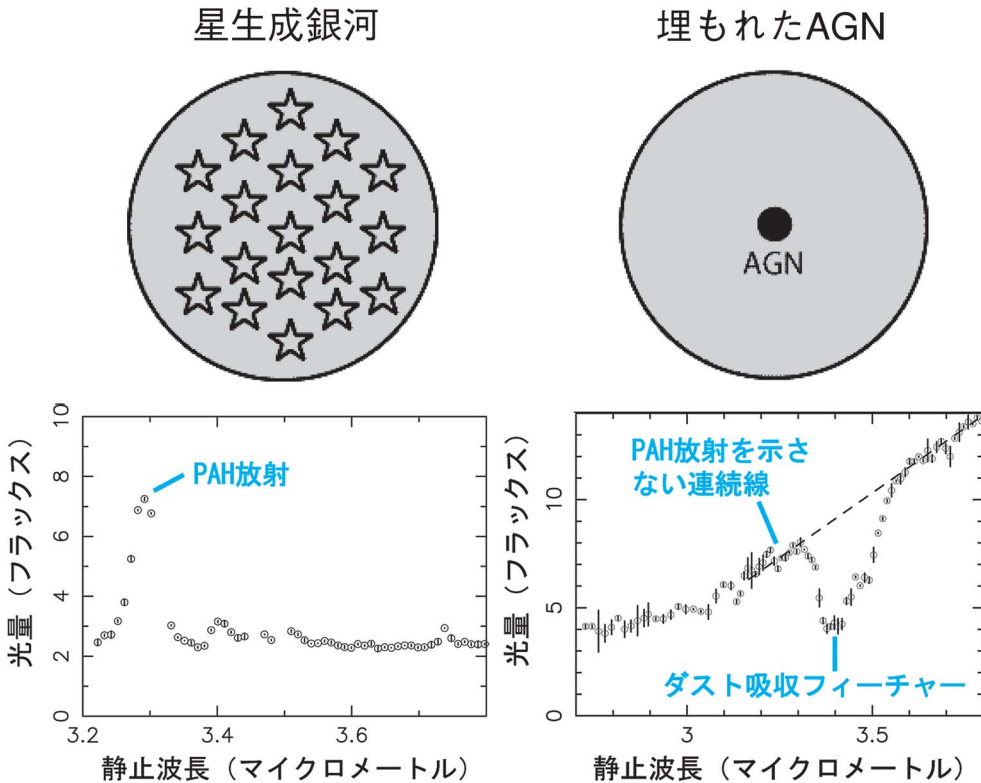 星生成銀河
埋もれたAGN
AGN
10
8
6
4
2
0
光量（フラックス）
PAH放射
3.2
3.4
3.6
静止波長（マイクロメートル）
10
5
0
光量（フラックス）
PAH放射を示さ
ない連続線
ダスト吸収フィーチャー
3
3.5
静止波長（マイクロメートル）